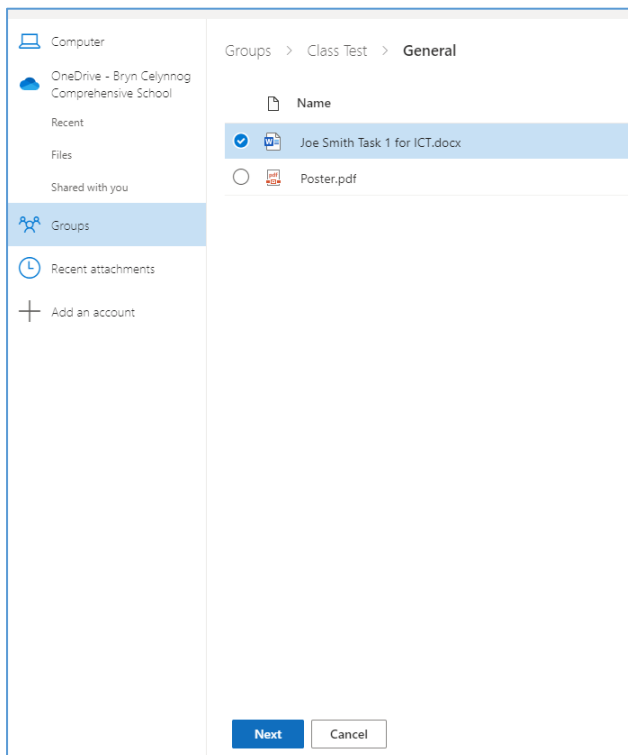 Computer
OneDrive - Bryn Celynnog
Comprehensive School
Recent
Files
Shared with you
Groups
Recent attachments
Add an account
Groups > Class Test > General
Name
Joe Smith Task 1 for ICT.docx
Poster.pdf
Next Cancel